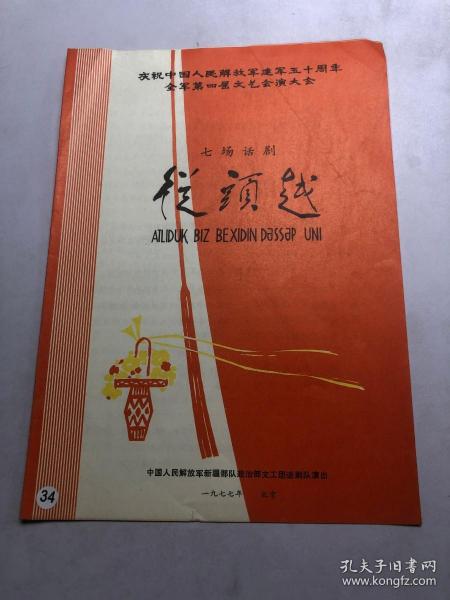 庆祝中国人民解放军建军五十周年
全军第四届文艺会演大会
七场话剧
從頭越
ATLIDUK BIZ BEXIDIN DƏSSƏP UNI
中国人民解放军新疆部队政治部文工团话剧队演出
一九七七年 北京
34
孔夫子旧书网
www.kongfz.com